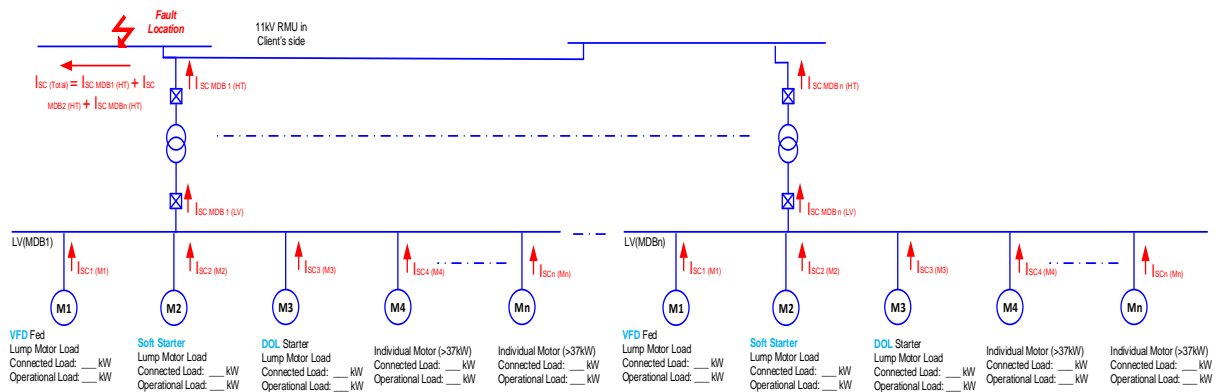 Fault
Location
11kV RMU in
Client's side
ISC (Total) = ISC MDB1 (HT) + ISC
MDB2 (HT) + ISC MDBn (HT)
ISC MDB 1 (HT)
ISC MDB n (HT)
ISC MDB 1 (LV)
ISC MDB n (LV)
LV(MDB1)
LV(MDBn)
ISC1 (M1)
ISC2 (M2)
ISC3 (M3)
ISC4 (M4)
ISCn (Mn)
ISC1 (M1)
ISC2 (M2)
ISC3 (M3)
ISC4 (M4)
ISCn (Mn)
M1
M2
M3
M4
Mn
M1
M2
M3
M4
Mn
VFD Fed
Lump Motor Load
Connected Load: ___ kW
Operational Load: ___ kW
Soft Starter
Lump Motor Load
Connected Load: ___ kW
Operational Load: ___ kW
DOL Starter
Lump Motor Load
Connected Load: ___ kW
Operational Load: ___ kW
Individual Motor (>37kW)
Connected Load: ___ kW
Operational Load: ___ kW
Individual Motor (>37kW)
Connected Load: ___ kW
Operational Load: ___ kW
VFD Fed
Lump Motor Load
Connected Load: ___ kW
Operational Load: ___ kW
Soft Starter
Lump Motor Load
Connected Load: ___ kW
Operational Load: ___ kW
DOL Starter
Lump Motor Load
Connected Load: ___ kW
Operational Load: ___ kW
Individual Motor (>37kW)
Connected Load: ___ kW
Operational Load: ___ kW
Individual Motor (>37kW)
Connected Load: ___ kW
Operational Load: ___ kW